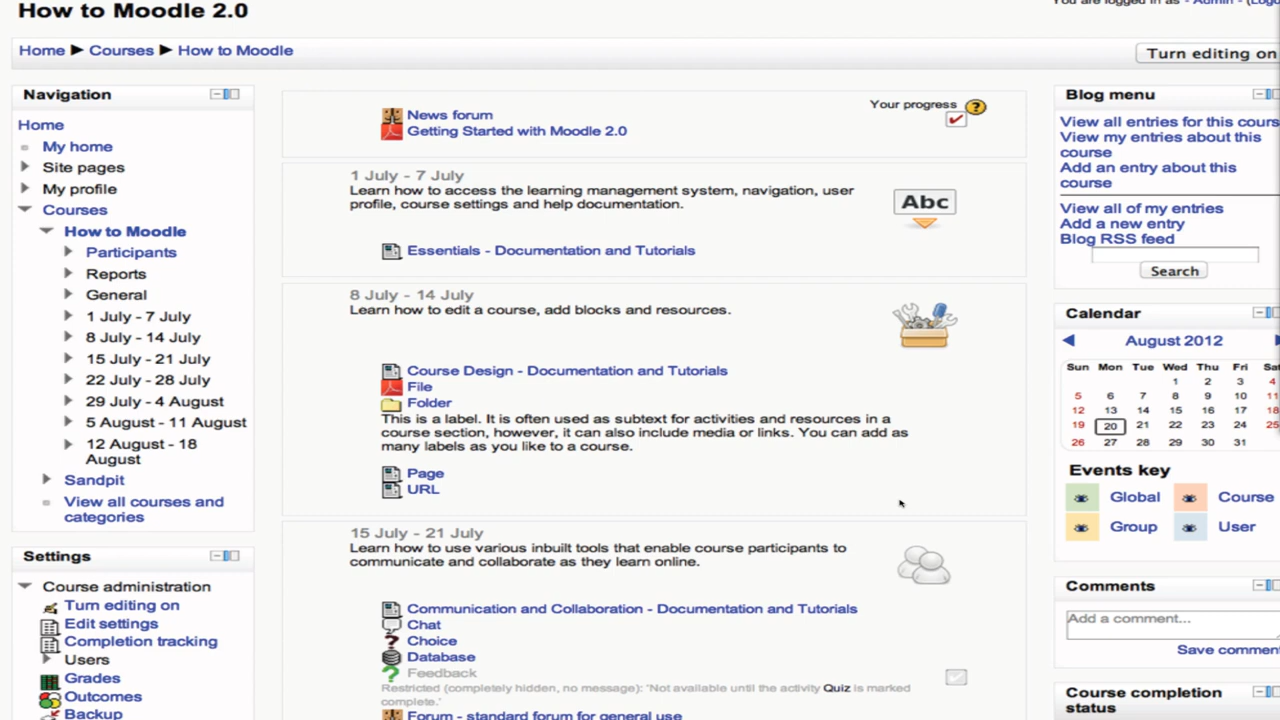 How to Moodle 2.0
You are logged in as - Admin - (Logo
Home ► Courses ► How to Moodle
Turn editing on
Navigation
Home
My home
Site pages
My profile
Courses
How to Moodle
Participants
Reports
General
1 July - 7 July
8 July - 14 July
15 July - 21 July
22 July - 28 July
29 July - 4 August
5 August - 11 August
12 August - 18
August
Sandpit
View all courses and
categories
Settings
Course administration
Turn editing on
Edit settings
Completion tracking
Users
Grades
Outcomes
Backup
Your progress
News forum
Getting Started with Moodle 2.0
1 July - 7 July
Learn how to access the learning management system, navigation, user
profile, course settings and help documentation.
Abc
Essentials - Documentation and Tutorials
8 July - 14 July
Learn how to edit a course, add blocks and resources.
Course Design - Documentation and Tutorials
File
Folder
This is a label. It is often used as subtext for activities and resources in a
course section, however, it can also include media or links. You can add as
many labels as you like to a course.
Page
URL
15 July - 21 July
Learn how to use various inbuilt tools that enable course participants to
communicate and collaborate as they learn online.
Communication and Collaboration - Documentation and Tutorials
Chat
Choice
Database
Feedback
Restricted (completely hidden, no message): 'Not available until the activity Quiz is marked
complete.'
Forum - standard forum for general use
Blog menu
View all entries for this cours
View my entries about this
course
Add an entry about this
course
View all of my entries
Add a new entry
Blog RSS feed
Search
Calendar
August 2012
Sun Mon Tue Wed Thu Fri Sat
1 2 3 4
5 6 7 8 9 10 11
12 13 14 15 16 17 18
19 20 21 22 23 24 25
26 27 28 29 30 31
Events key
Global Course
Group User
Comments
Add a comment...
Save commen
Course completion
status